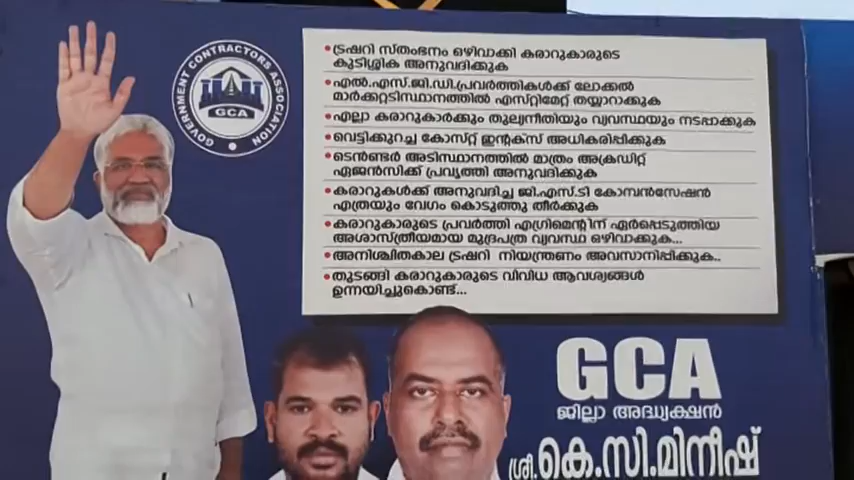 GOVERNMENT CONTRACTORS ASSOCIATION
GCA
•ട്രഷറി സ്തംഭനം ഒഴിവാക്കി കരാറുകാരുടെ
കുടിശ്ശിക അനുവദിക്കുക
•എൽ.എസ്.ജി.ഡി.പ്രവർത്തികൾക്ക് ലോക്കൽ
മാർക്കറ്റടിസ്ഥാനത്തിൽ എസ്റ്റിമേറ്റ് തയ്യാറാക്കുക
•എല്ലാ കരാറുകാർക്കും തുല്യനീതിയും വ്യവസ്ഥയും നടപ്പാക്കുക
•വെട്ടിക്കുറച്ച കോസ്റ്റ് ഇന്റക്സ് അധികരിപ്പിക്കുക
•ടെൻണ്ടർ അടിസ്ഥാനത്തിൽ മാത്രം അക്രഡിറ്റഡ്
ഏജൻസിക്ക് പ്രവൃത്തി അനുവദിക്കുക
•കരാറുകൾക്ക് അനുവദിച്ച ജി.എസ്.ടി കോമ്പൻസേഷൻ
എത്രയും വേഗം കൊടുത്തു തീർക്കുക
•കരാറുകാരുടെ പ്രവർത്തി എഗ്രിമെന്റിന് ഏർപ്പെടുത്തിയ
അശാസ്ത്രീയമായ മുദ്രപത്ര വ്യവസ്ഥ ഒഴിവാക്കുക...
•അനിശ്ചിതകാല ട്രഷറി നിയന്ത്രണം അവസാനിപ്പിക്കുക..
•തുടങ്ങി കരാറുകാരുടെ വിവിധ ആവശ്യങ്ങൾ
ഉന്നയിച്ചുകൊണ്ട്...
GCA
ജില്ലാ അദ്ധ്യക്ഷൻ
ശ്രീ.കെ.സി.മിനീഷ്